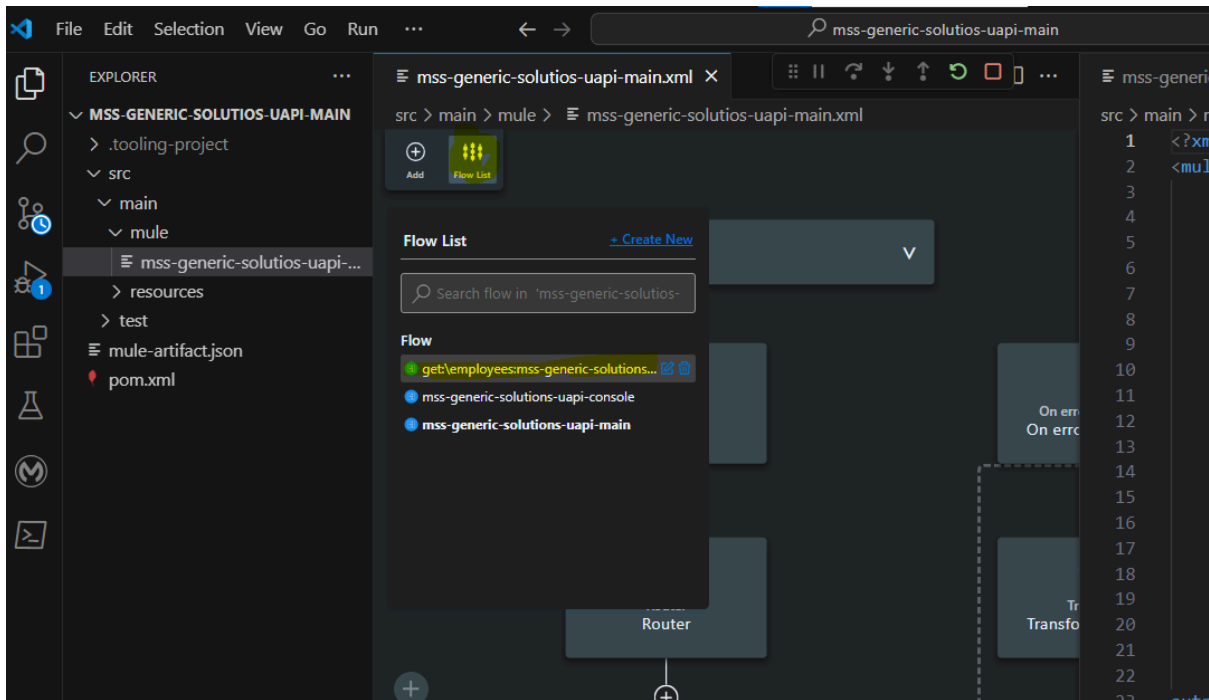 File Edit Selection View Go Run ... mss-generic-solutios-uapi-main
EXPLORER ...
MSS-GENERIC-SOLUTIOS-UAPI-MAIN
.tooling-project
src
main
mule
mss-generic-solutios-uapi-...
resources
test
mule-artifact.json
pom.xml
1
mss-generic-solutios-uapi-main.xml
src > main > mule > mss-generic-solutios-uapi-main.xml
Add Flow List
Flow List + Create New
Search flow in 'mss-generic-solutios-
Flow
get:\employees:mss-generic-solutions...
mss-generic-solutions-uapi-console
mss-generic-solutions-uapi-main
Router
On erro
Transfo
mss-generi
src > main >
1 <?xm
2 <mul
3
4
5
6
7
8
9
10
11
12
13
14
15
16
17
18
19
20
21
22